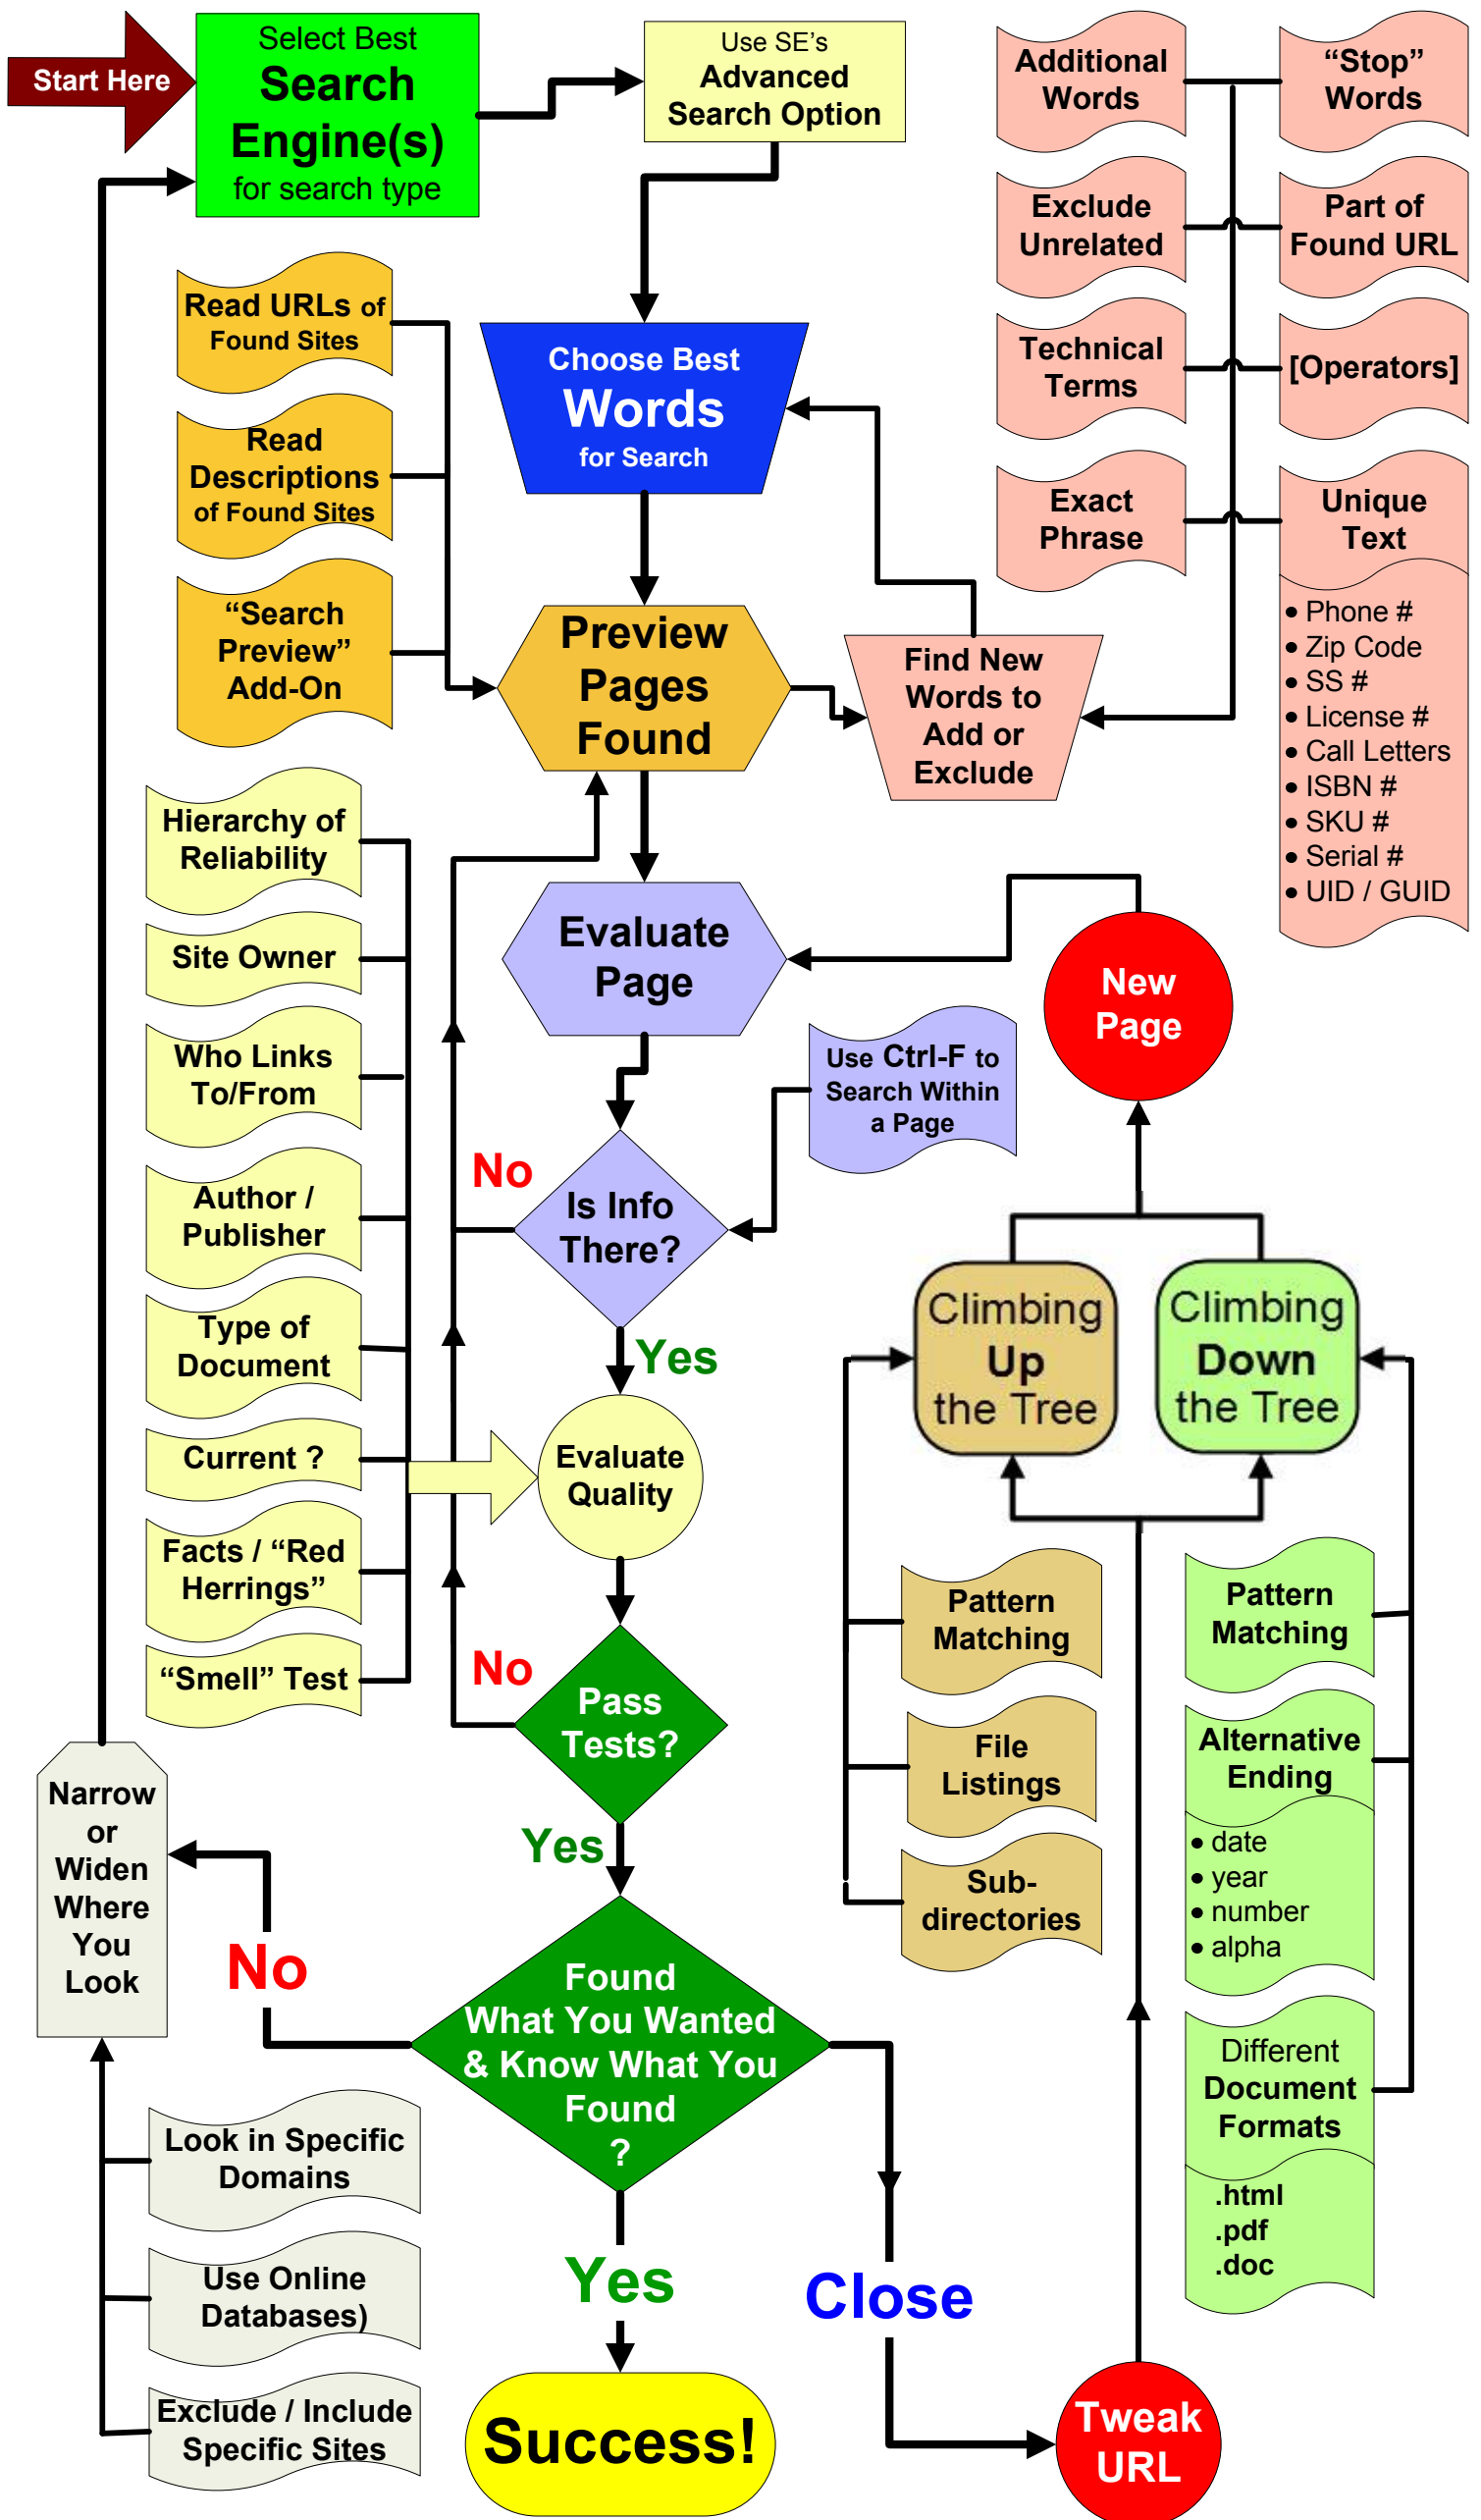 Start Here
Select Best
Search
Engine(s)
for search type
Use SE's
Advanced
Search Option
Additional
Words
“Stop”
Words
Exclude
Unrelated
Part of
Found URL
Technical
Terms
[Operators]
Exact
Phrase
Unique
Text
• Phone #
• Zip Code
• SS #
• License #
• Call Letters
• ISBN #
• SKU #
• Serial #
• UID / GUID
Read URLs of
Found Sites
Read
Descriptions
of Found Sites
“Search
Preview”
Add-On
Choose Best
Words
for Search
Preview
Pages
Found
Find New
Words to
Add or
Exclude
Hierarchy of
Reliability
Site Owner
Who Links
To/From
Author /
Publisher
Type of
Document
Current ?
Facts / “Red
Herrings”
“Smell” Test
Evaluate
Page
New
Page
Use Ctrl-F to
Search Within
a Page
No
Is Info
There?
Yes
Evaluate
Quality
No
Pass
Tests?
Yes
Climbing
Up
the Tree
Climbing
Down
the Tree
Pattern
Matching
File
Listings
Sub-
directories
Pattern
Matching
Alternative
Ending
• date
• year
• number
• alpha
Different
Document
Formats
.html
.pdf
.doc
Narrow
or
Widen
Where
You
Look
No
Found
What You Wanted
& Know What You
Found
?
Look in Specific
Domains
Use Online
Databases)
Exclude / Include
Specific Sites
Yes
Close
Success!
Tweak
URL